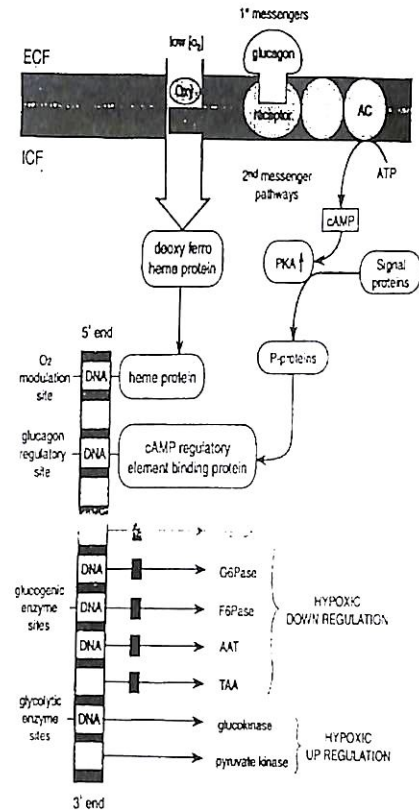 1° messengers
low [O₂]
glucagon
ECF
Oxy
receptor
AC
ICF
ATP
2nd messenger
pathways
cAMP
deoxy ferro
heme protein
PKA↑
Signal
proteins
5' end
P-proteins
O₂
modulation
site
DNA
heme protein
glucagon
regulatory
site
DNA
cAMP regulatory
element binding protein
DNA
G6Pase
glucogenic
enzyme
sites
DNA
F6Pase
HYPOXIC
DOWN REGULATION
DNA
AAT
TAA
glycolytic
enzyme
sites
DNA
glucokinase
HYPOXIC
UP REGULATION
pyruvate kinase
3' end